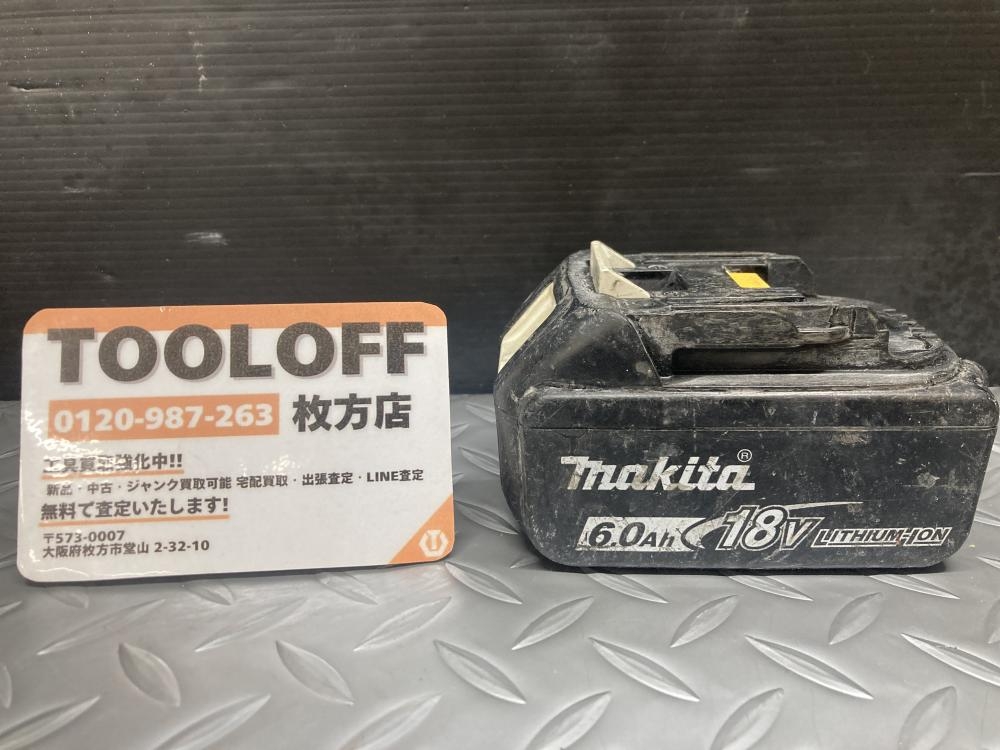 TOOLOFF
0120-987-263 枚方店
工具買取強化中!!
新品・中古・ジャンク買取可能 宅配買取・出張査定・LINE査定
無料で査定いたします!
〒573-0007
大阪府枚方市堂山 2-32-10
makita®
6.0Ah 18V LITHIUM-ION